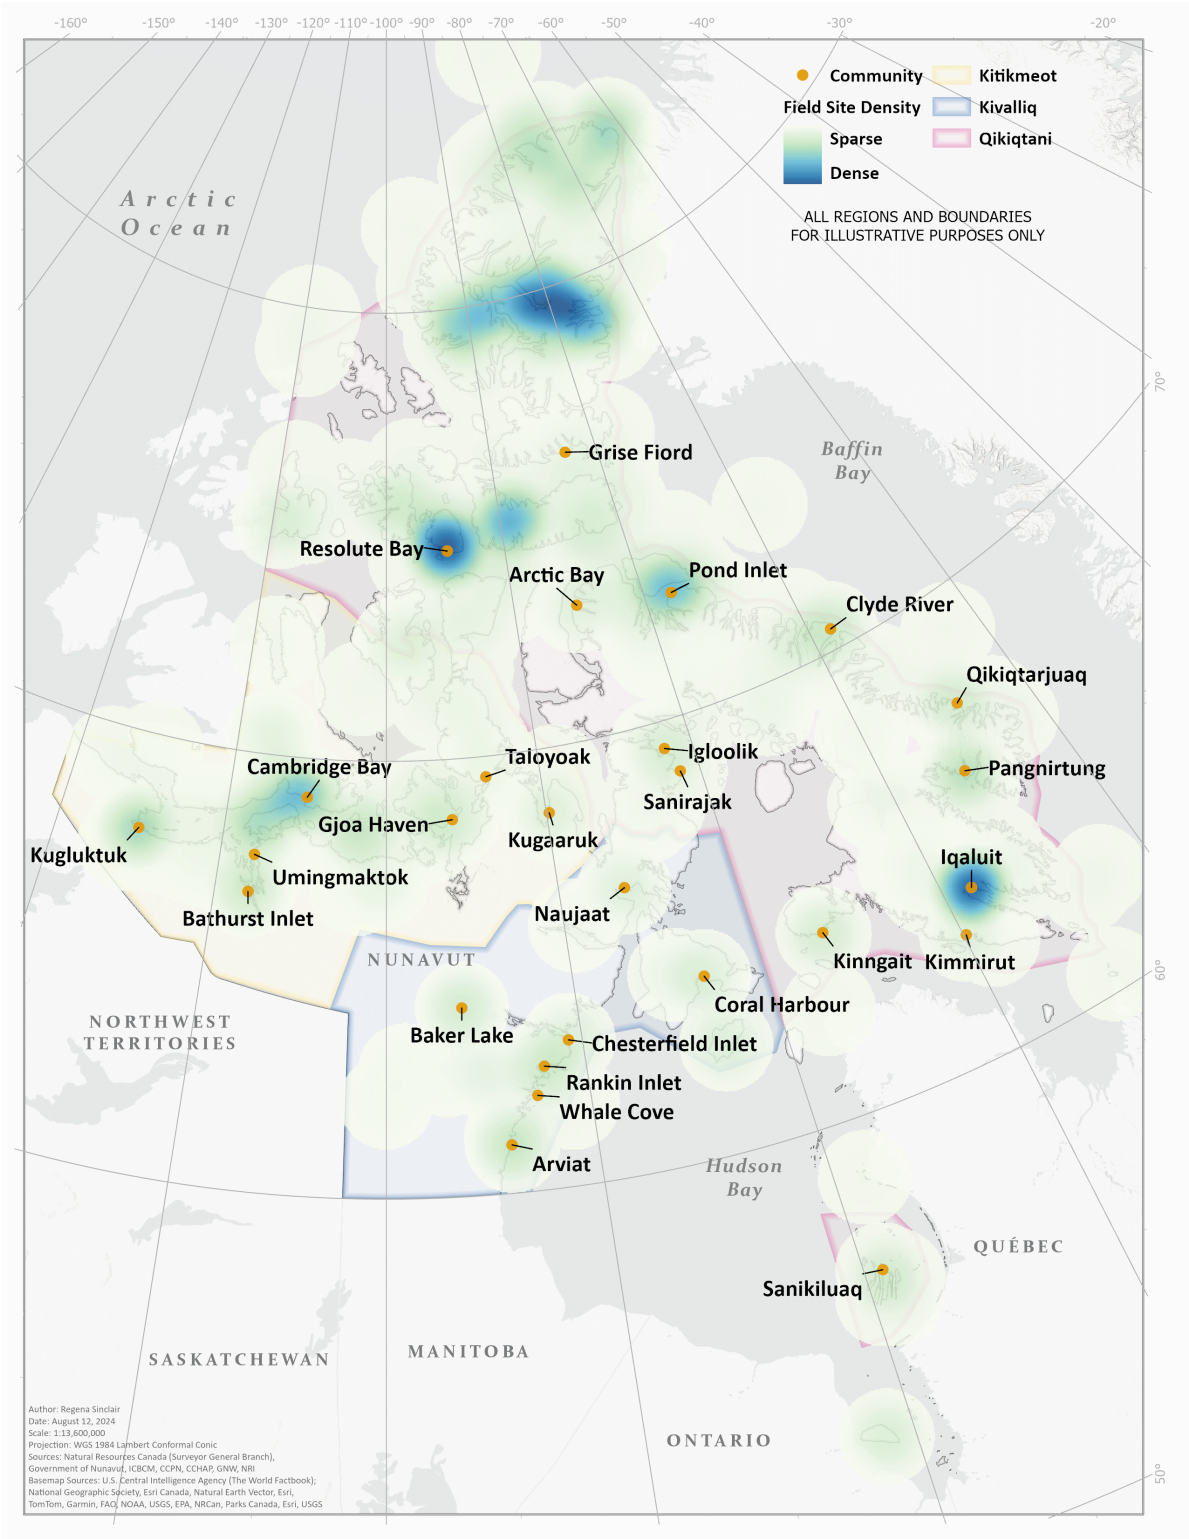 -160°
-150°
-140°
-130°
-120°
-110°
-100°
-90°
-80°
-70°
-60°
-50°
-40°
-30°
-20°
Community
Kitikmeot
Field Site Density
Kivalliq
Sparse
Qikiqtani
Dense
ALL REGIONS AND BOUNDARIES
FOR ILLUSTRATIVE PURPOSES ONLY
Arctic
Ocean
70°
Baffin
Bay
Grise Fiord
Resolute Bay
Arctic Bay
Pond Inlet
Clyde River
Qikiqtarjuaq
Igloolik
Taloyoak
Cambridge Bay
Pangnirtung
Sanirajak
Gjoa Haven
Kugaaruk
Kugluktuk
Iqaluit
Umingmaktok
Bathurst Inlet
Naujaat
NUNAVUT
Kinngait
Kimmirut
60°
Coral Harbour
NORTHWEST
TERRITORIES
Baker Lake
Chesterfield Inlet
Rankin Inlet
Whale Cove
Arviat
Hudson
Bay
QUÉBEC
Sanikiluaq
SASKATCHEWAN
MANITOBA
ONTARIO
50°
Author: Regena Sinclair
Date: August 12, 2024
Scale: 1:13,600,000
Projection: WGS 1984 Lambert Conformal Conic
Sources: Natural Resources Canada (Surveyor General Branch),
Government of Nunavut, ICBCM, CCPN, CCHAP, GNW, NRI
Basemap Sources: U.S. Central Intelligence Agency (The World Factbook);
National Geographic Society, Esri Canada, Natural Earth Vector, Esri,
TomTom, Garmin, FAO, NOAA, USGS, EPA, NRCan, Parks Canada, Esri, USGS